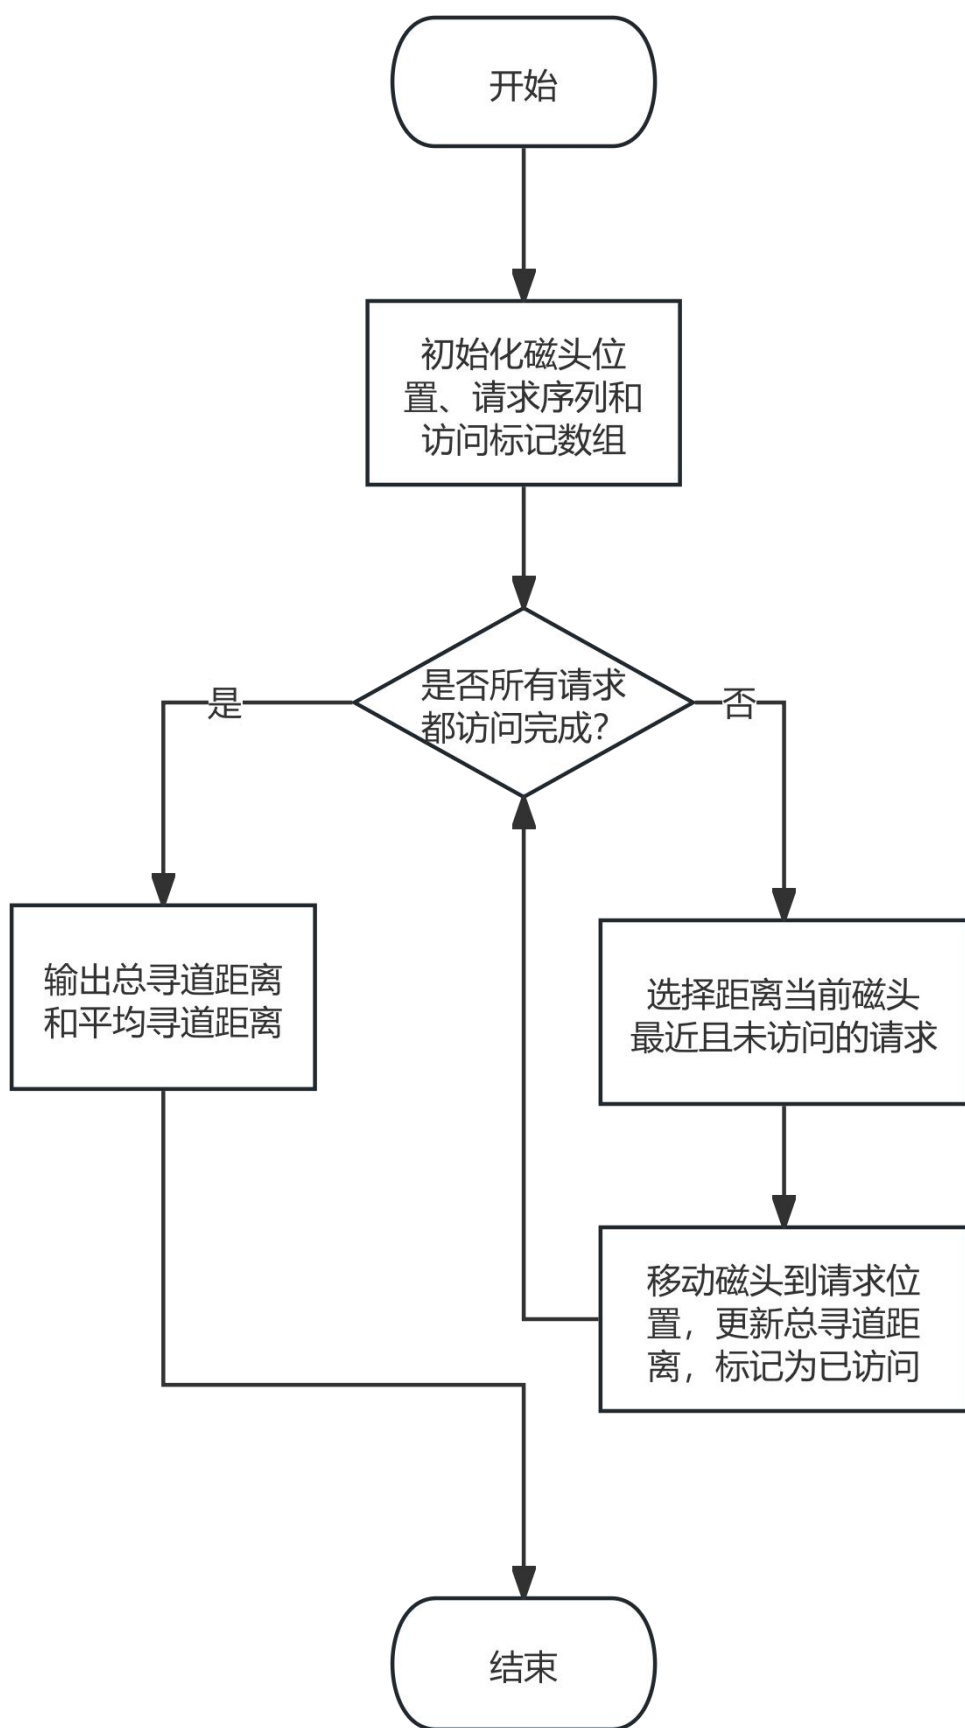 开始
初始化磁头位
置、请求序列和
访问标记数组
是否所有请求
都访问完成？
是
否
输出总寻道距离
和平均寻道距离
选择距离当前磁头
最近且未访问的请求
移动磁头到请求位
置，更新总寻道距
离，标记为已访问
结束